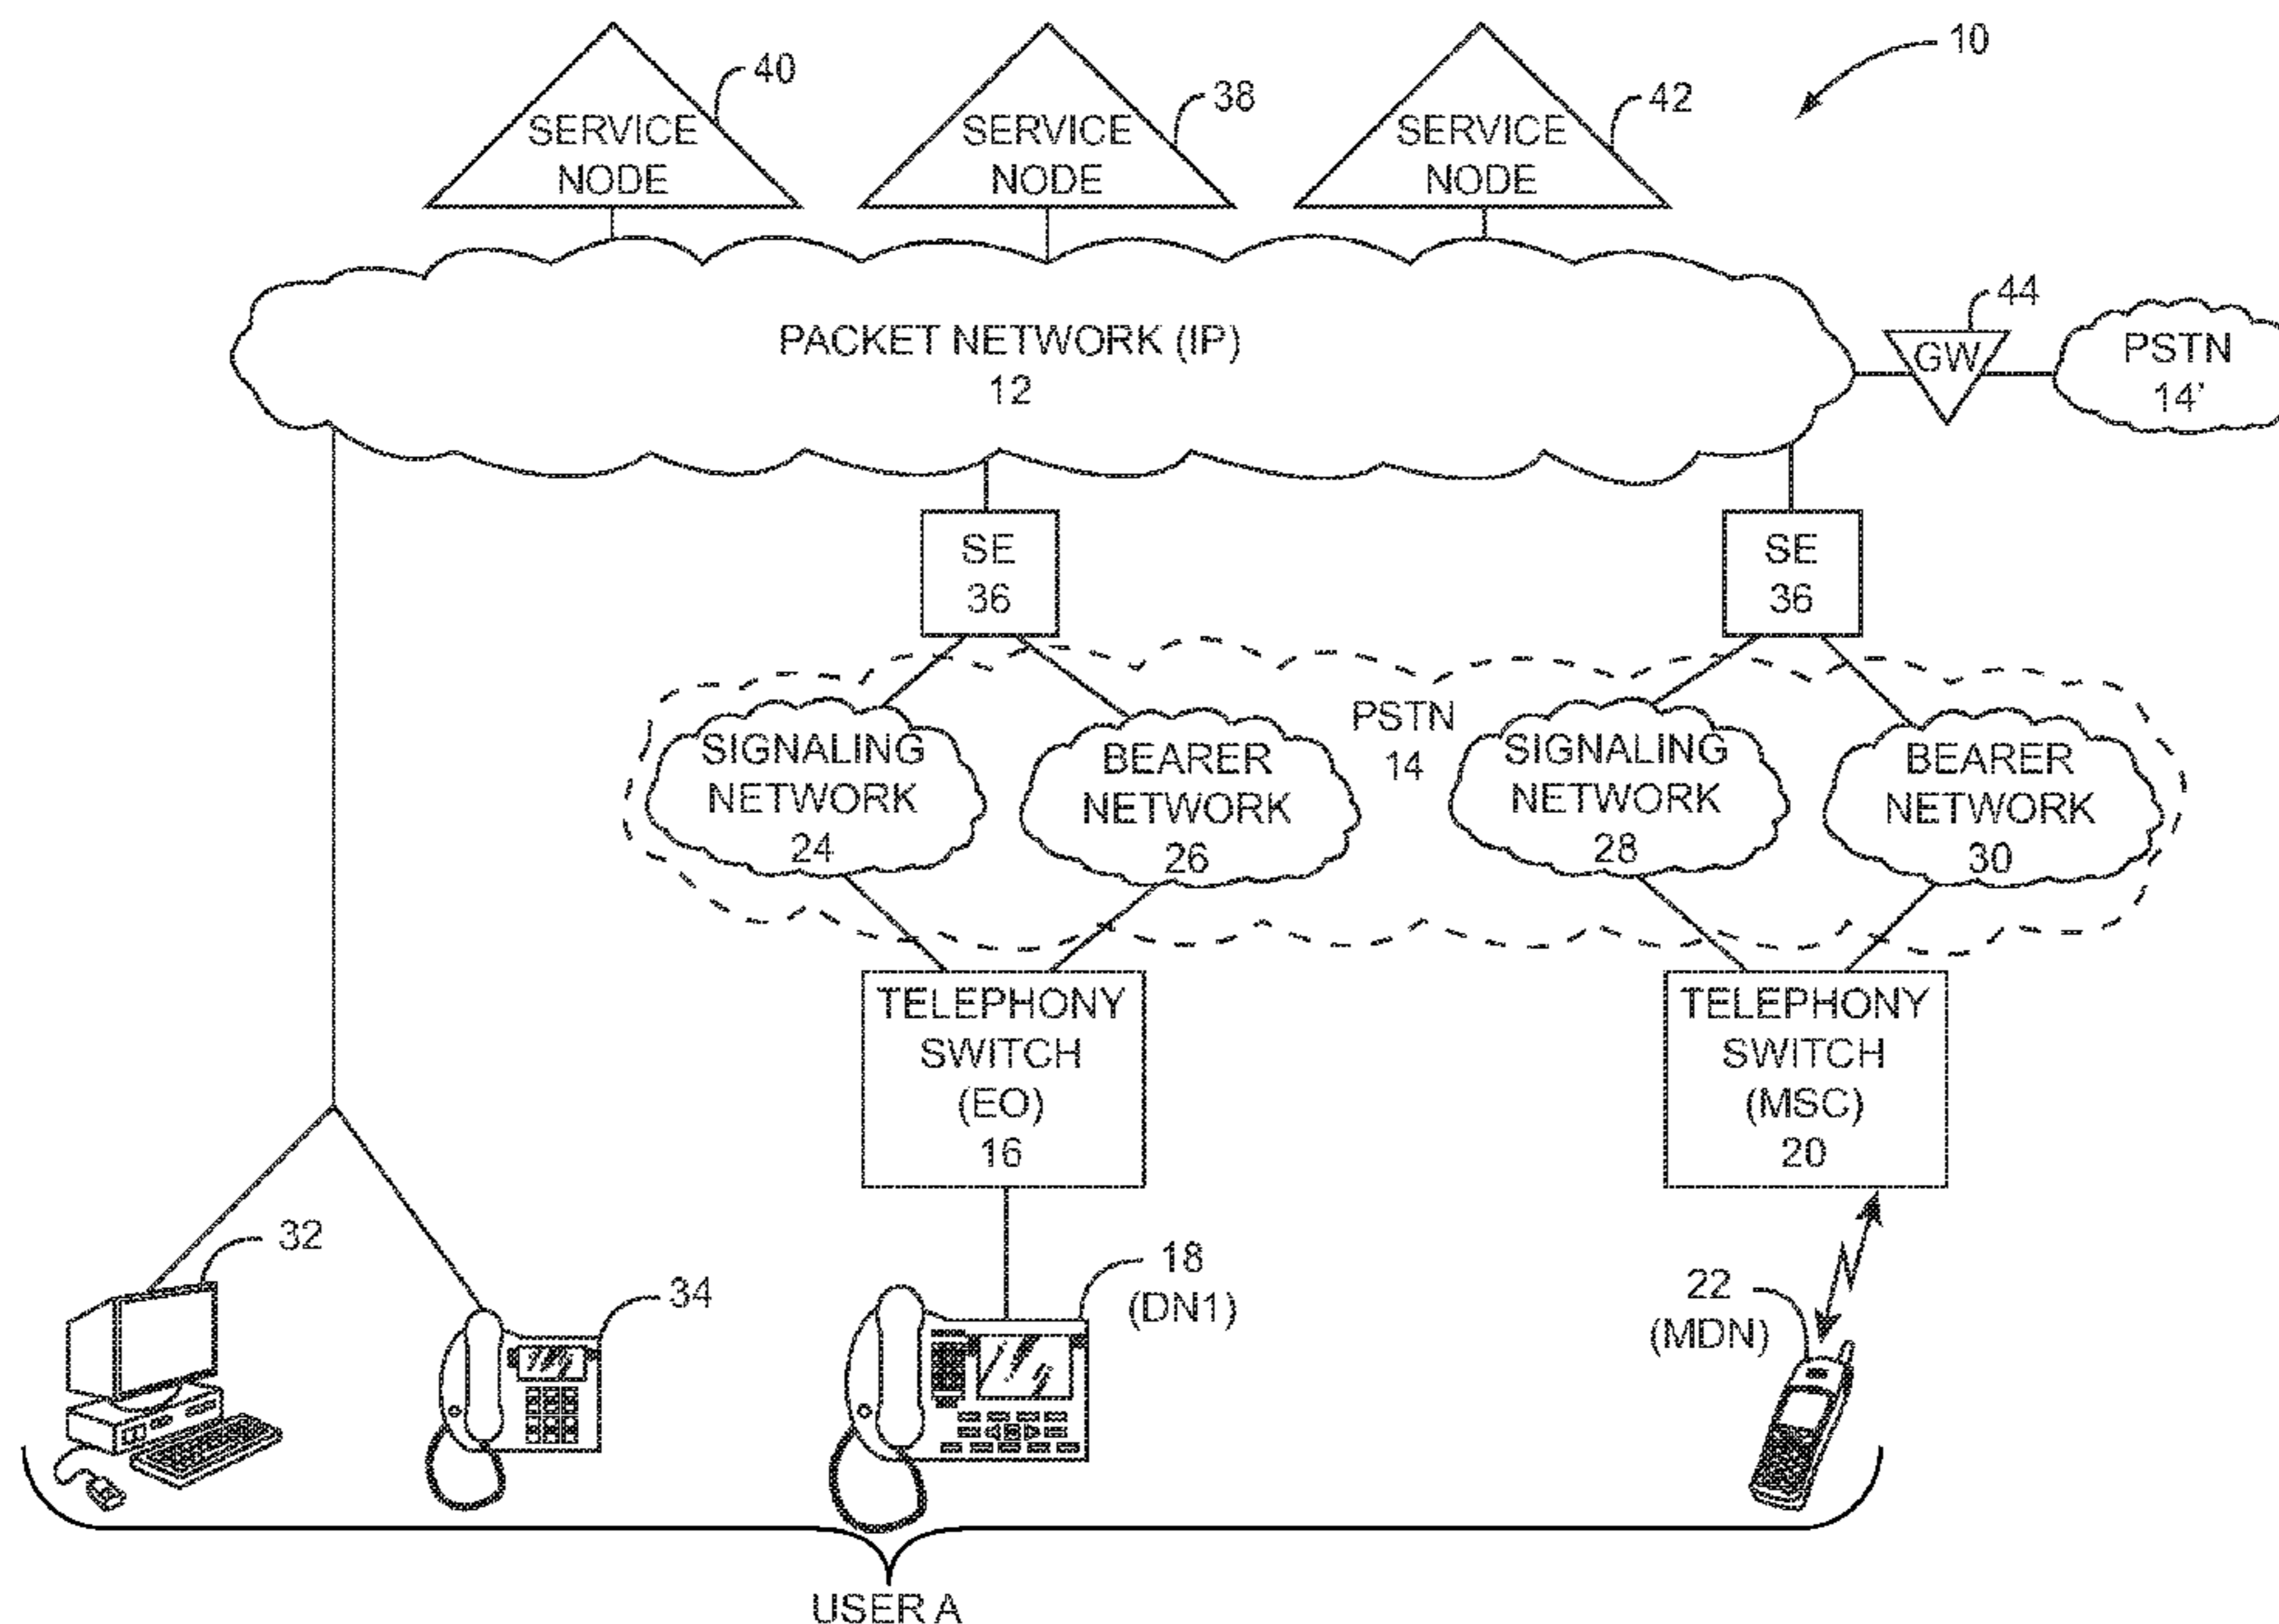 10
40
38
42
SERVICE
NODE
SERVICE
NODE
SERVICE
NODE
PACKET NETWORK (IP)
12
44
GW
PSTN
14'
SE
36
SE
36
PSTN
14
SIGNALING
NETWORK
24
BEARER
NETWORK
26
SIGNALING
NETWORK
28
BEARER
NETWORK
30
TELEPHONY
SWITCH
(EO)
16
TELEPHONY
SWITCH
(MSC)
20
32
34
18
(DN1)
22
(MDN)
USER A